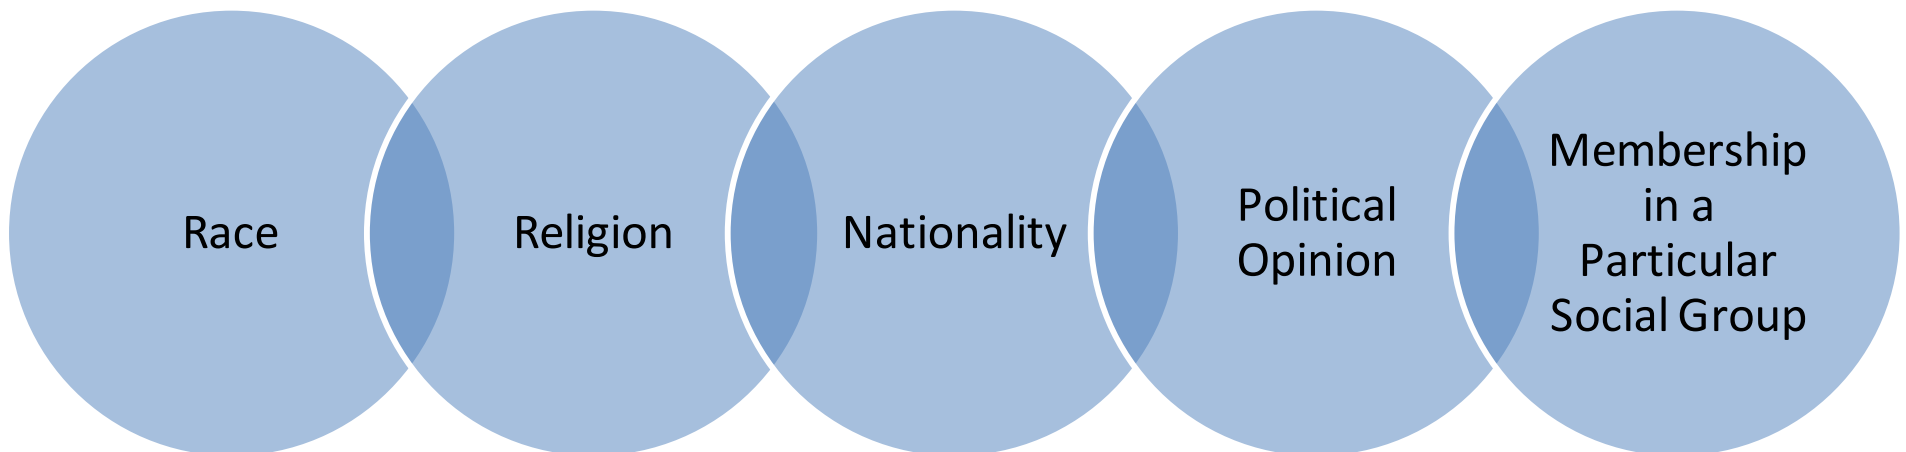 Race
Religion
Nationality
Political
Opinion
Membership
in a
Particular
Social Group